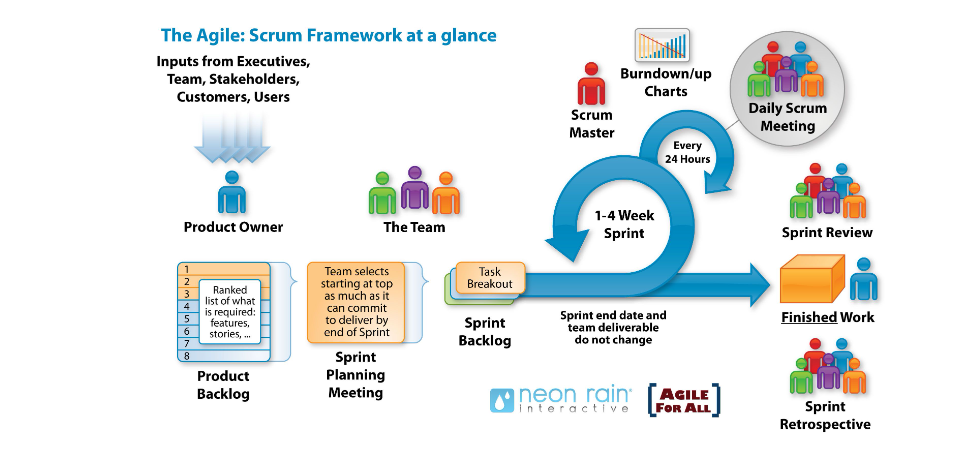 The Agile: Scrum Framework at a glance
Inputs from Executives,
Team, Stakeholders,
Customers, Users
Product Owner
The Team
1
2
3
4
5
6
7
8
Ranked
list of what
is required:
features,
stories, ...
Product
Backlog
Team selects
starting at top
as much as it
can commit
to deliver by
end of Sprint
Sprint
Planning
Meeting
Task
Breakout
Sprint
Backlog
Scrum
Master
Burndown/up
Charts
Every
24 Hours
1-4 Week
Sprint
Daily Scrum
Meeting
Sprint end date and
team deliverable
do not change
Sprint Review
Finished Work
Sprint
Retrospective
neon rain®
interactive
AGILE
FOR ALL